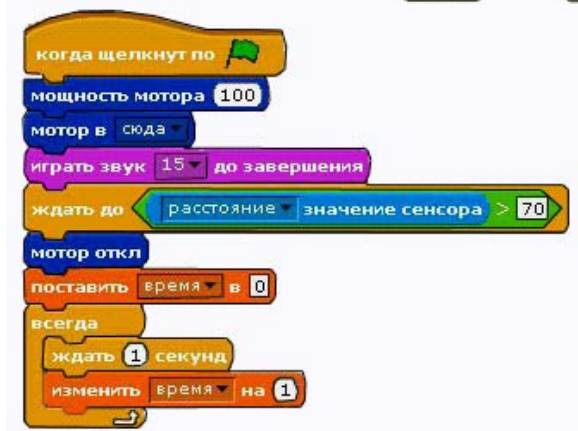 когда щелкнут по
мощность мотора 100
мотор в сюда
играть звук 15 до завершения
ждать до расстояние значение сенсора > 70
мотор откл
поставить время в 0
всегда
ждать 1 секунд
изменить время на 1